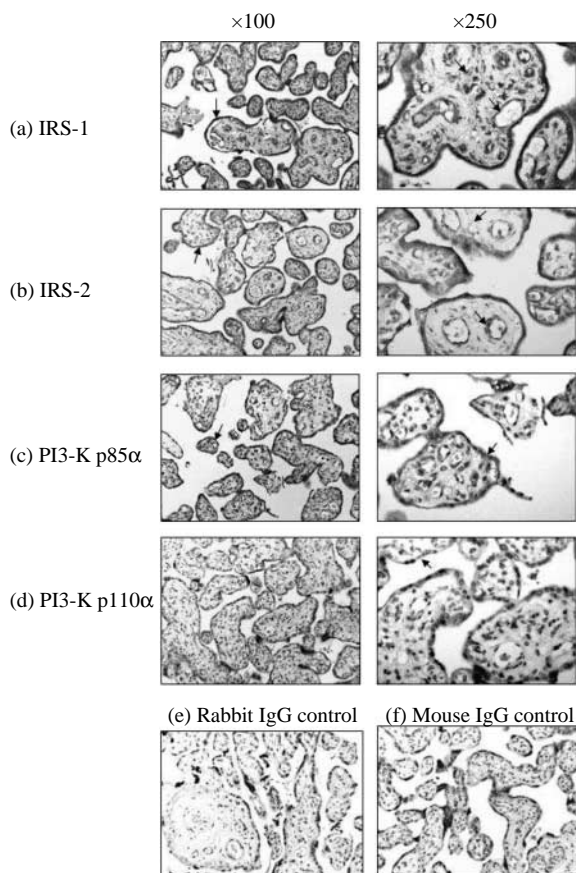 ×100 ×250
(a) IRS-1
(b) IRS-2
(c) PI3-K p85α
(d) PI3-K p110α
(e) Rabbit IgG control (f) Mouse IgG control